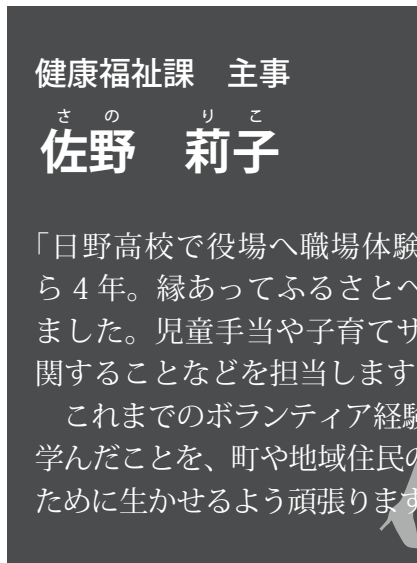 健康福祉課　主事
さの　りこ
佐野　莉子
「日野高校で役場へ職場体験
ら４年。縁あってふるさとへ
ました。児童手当や子育てサ
関することなどを担当します
　これまでのボランティア経験
学んだことを、町や地域住民の
ために生かせるよう頑張ります